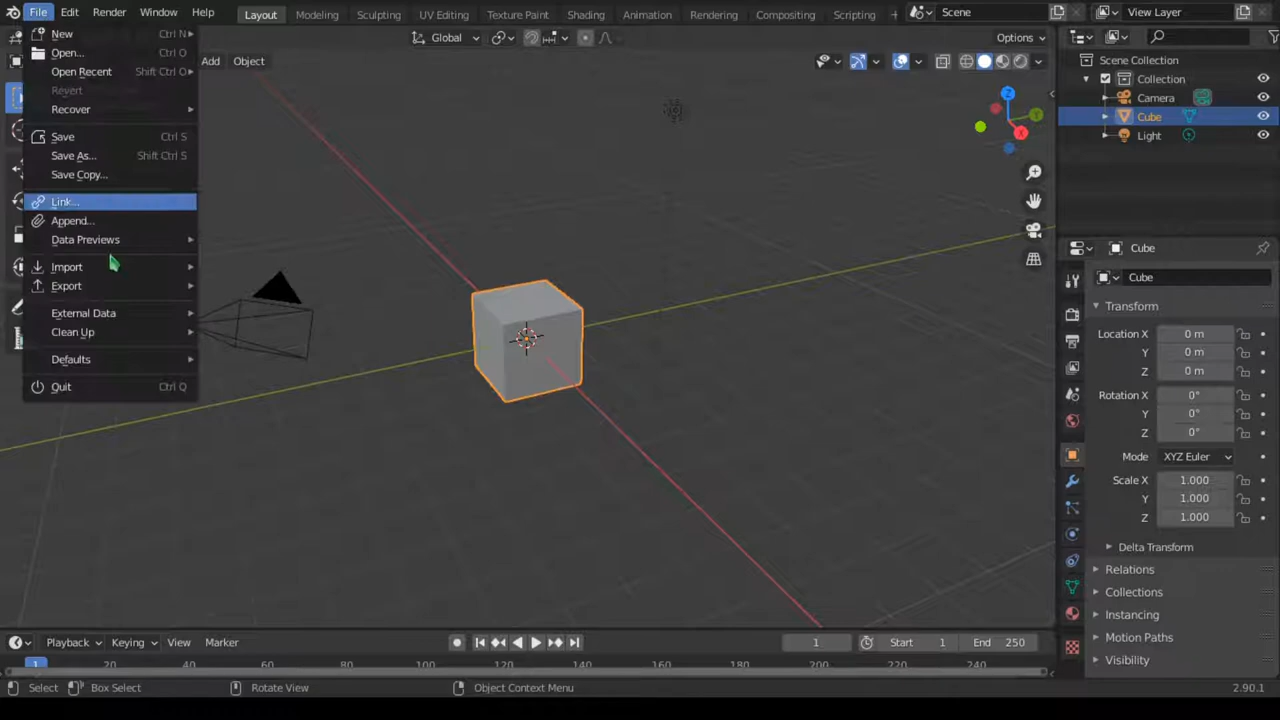 File Edit Render Window Help Layout Modeling Sculpting UV Editing Texture Paint Shading Animation Rendering Compositing Scripting + Scene View Layer
New Ctrl N
Open... Ctrl O
Open Recent Shift Ctrl O
Revert
Recover
Save Ctrl S
Save As... Shift Ctrl S
Save Copy...
Link...
Append...
Data Previews
Import
Export
External Data
Clean Up
Defaults
Quit Ctrl Q
Global Options
Add Object
X
Y
Z
Scene Collection
Collection
Camera
Cube
Light
Cube
Cube
Transform
Location X 0 m
Y 0 m
Z 0 m
Rotation X 0°
Y 0°
Z 0°
Mode XYZ Euler
Scale X 1.000
Y 1.000
Z 1.000
Delta Transform
Relations
Collections
Instancing
Motion Paths
Visibility
Playback Keying View Marker 1 Start 1 End 250
1 20 40 60 80 100 120 140 160 180 200 220 240
Select Box Select Rotate View Object Context Menu 2.90.1